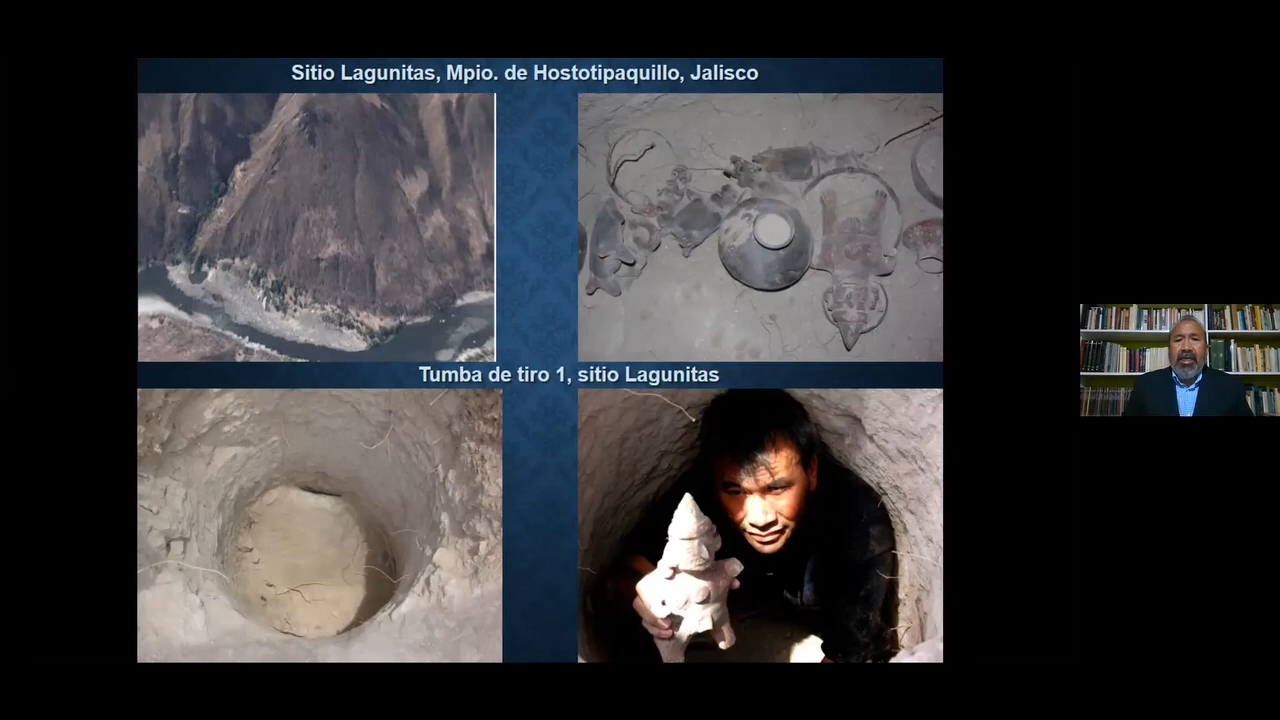 Sitio Lagunitas, Mpio. de Hostotipaquillo, Jalisco
Tumba de tiro 1, sitio Lagunitas